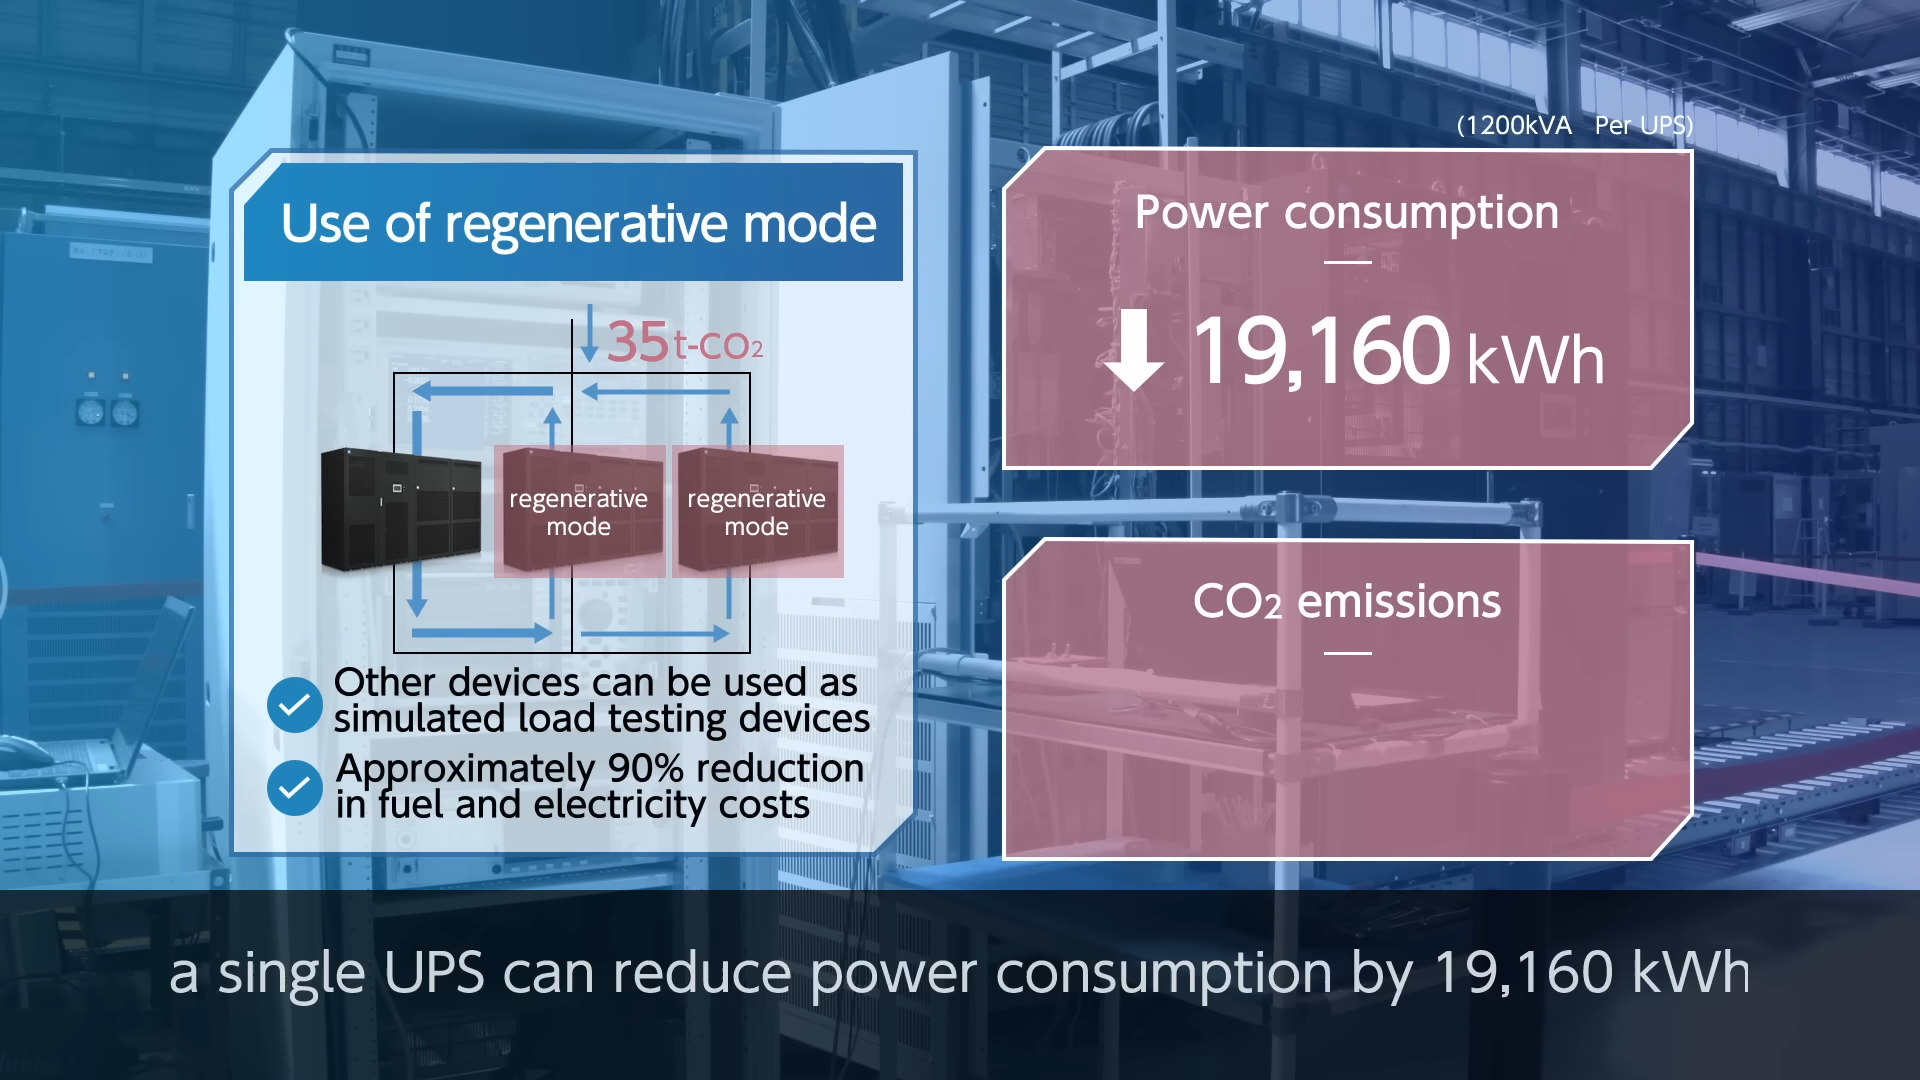 (1200kVA Per UPS)
Use of regenerative mode
35 t-CO2
regenerative
mode
regenerative
mode
Other devices can be used as
simulated load testing devices
Approximately 90% reduction
in fuel and electricity costs
Power consumption
19,160 kWh
CO2 emissions
a single UPS can reduce power consumption by 19,160 kWh